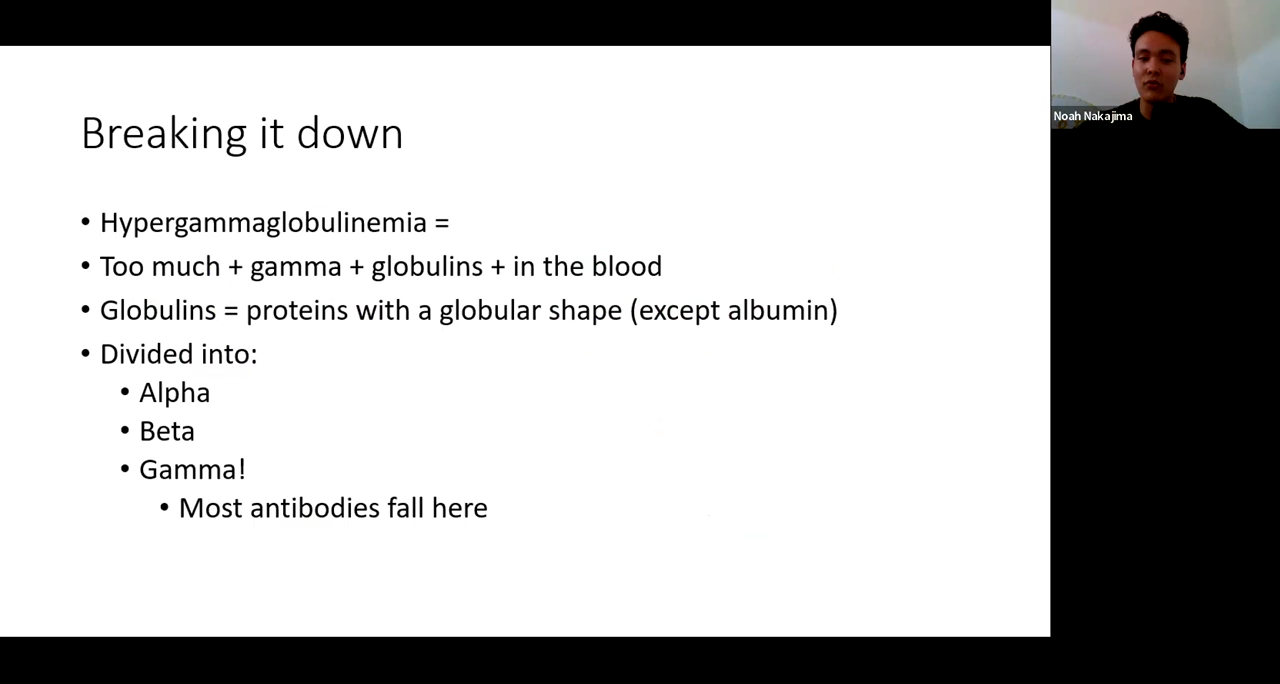 Breaking it down
• Hypergammaglobulinemia =
• Too much + gamma + globulins + in the blood
• Globulins = proteins with a globular shape (except albumin)
• Divided into:
• Alpha
• Beta
• Gamma!
• Most antibodies fall here
Noah Nakajima